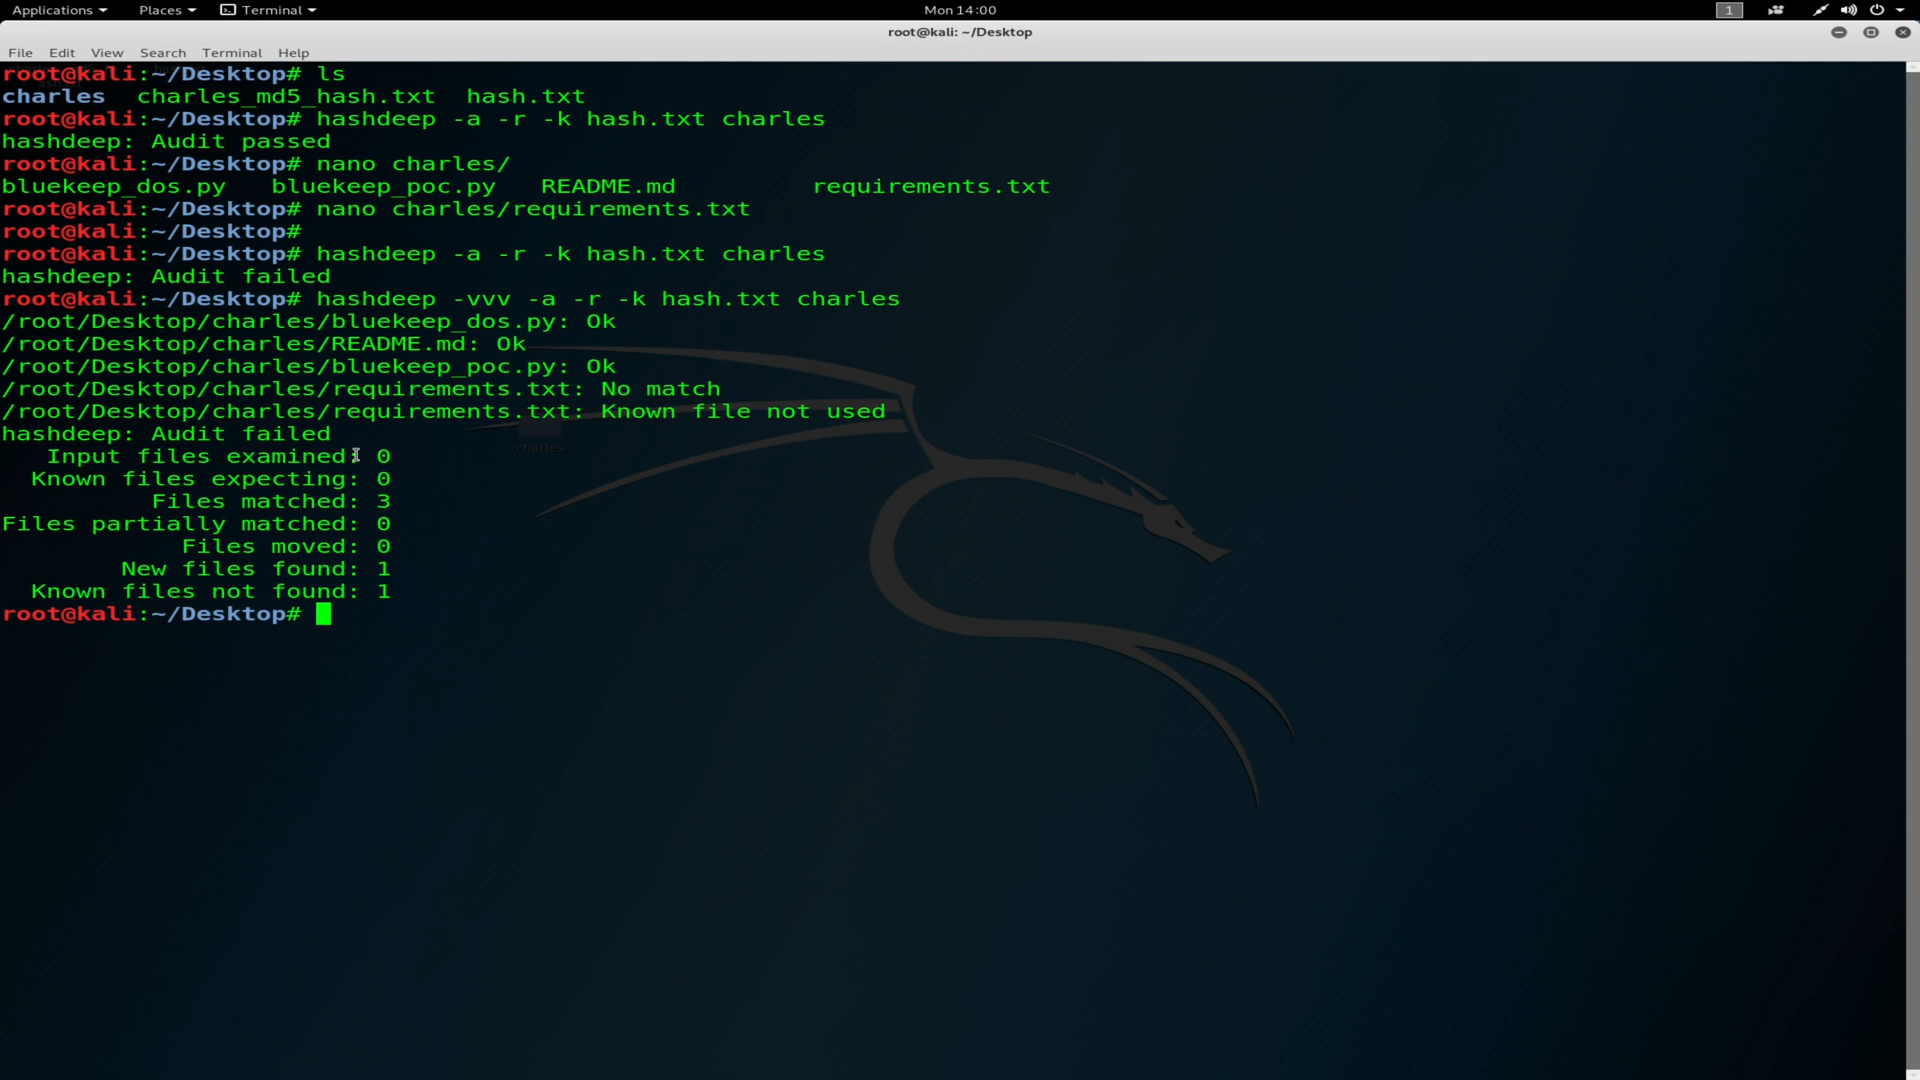 Applications Places Terminal Mon 14:00 1
root@kali: ~/Desktop
File Edit View Search Terminal Help
root@kali:~/Desktop# ls
charles  charles_md5_hash.txt  hash.txt
root@kali:~/Desktop# hashdeep -a -r -k hash.txt charles
hashdeep: Audit passed
root@kali:~/Desktop# nano charles/
bluekeep_dos.py   bluekeep_poc.py   README.md         requirements.txt
root@kali:~/Desktop# nano charles/requirements.txt
root@kali:~/Desktop#
root@kali:~/Desktop# hashdeep -a -r -k hash.txt charles
hashdeep: Audit failed
root@kali:~/Desktop# hashdeep -vvv -a -r -k hash.txt charles
/root/Desktop/charles/bluekeep_dos.py: Ok
/root/Desktop/charles/README.md: Ok
/root/Desktop/charles/bluekeep_poc.py: Ok
/root/Desktop/charles/requirements.txt: No match
/root/Desktop/charles/requirements.txt: Known file not used
hashdeep: Audit failed
charles
   Input files examined: 0
  Known files expecting: 0
          Files matched: 3
Files partially matched: 0
            Files moved: 0
        New files found: 1
  Known files not found: 1
root@kali:~/Desktop#